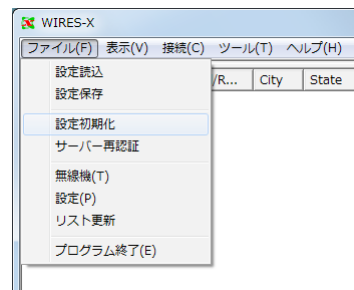 WIRES-X
ファイル(F) 表示(V) 接続(C) ツール(T) ヘルプ(H)
/R... City State
設定読込
設定保存
設定初期化
サーバー再認証
無線機(T)
設定(P)
リスト更新
プログラム終了(E)